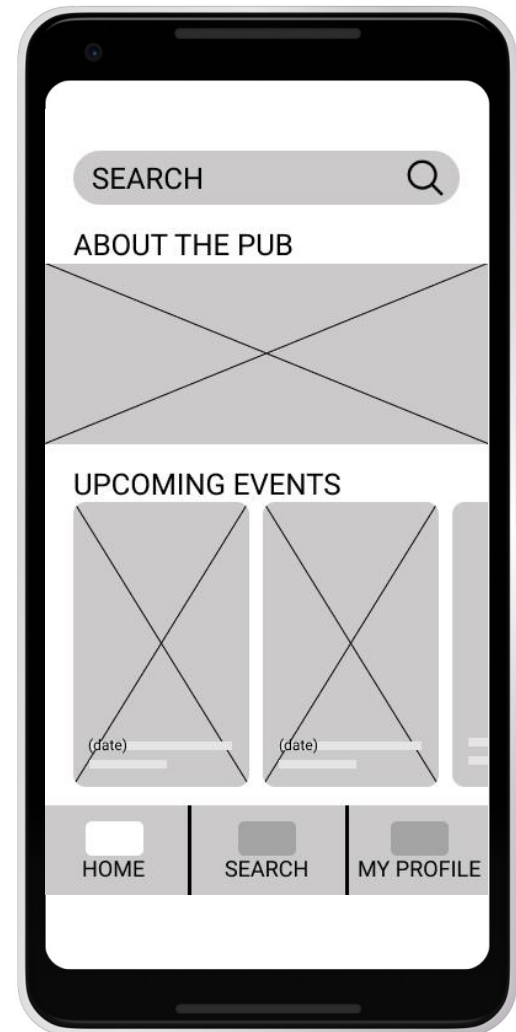 SEARCH
ABOUT THE PUB
UPCOMING EVENTS
(date) (date)
HOME SEARCH MY PROFILE